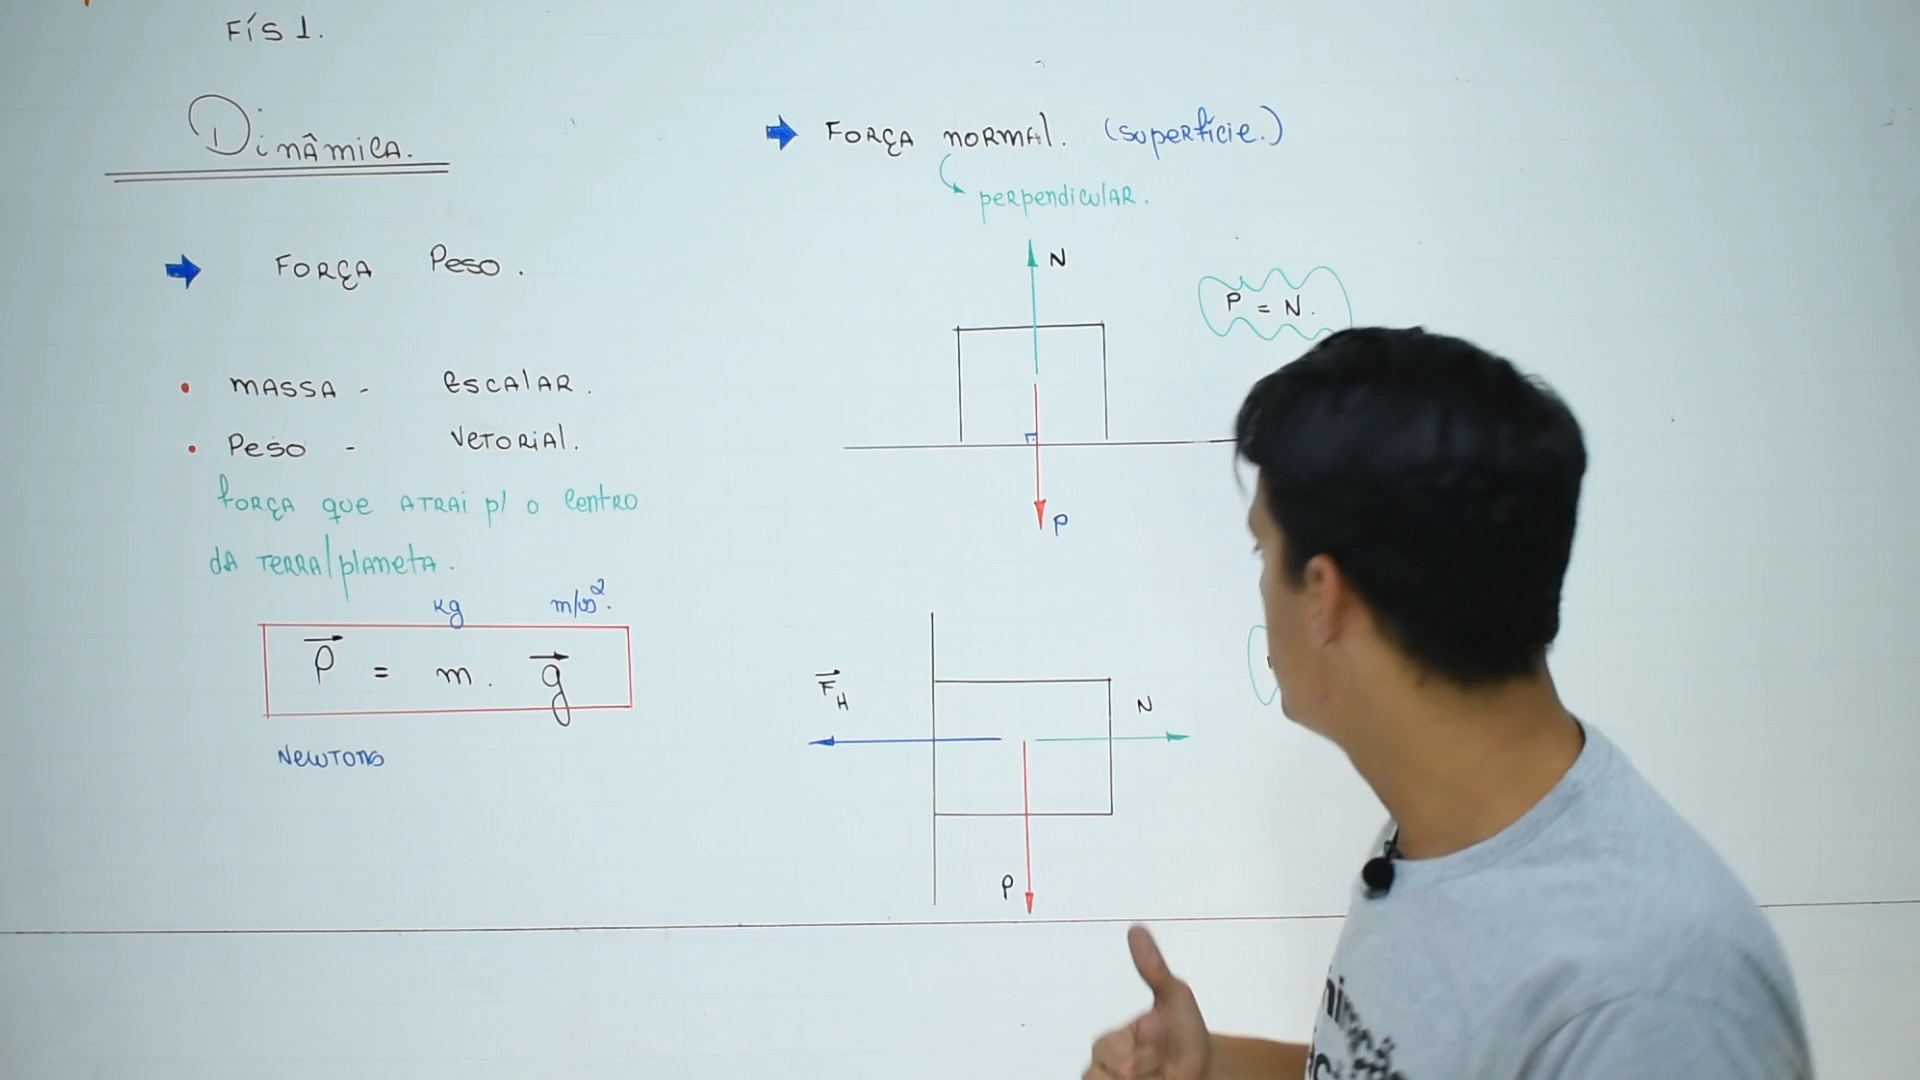 FÍS 1.
Dinâmica.
FORÇA Peso.
• MASSA - escalar.
• Peso - vetorial.
força que atrai p/ o centro
da Terra/planeta.
kg m/s².
P = m . g
Newtons
FORÇA normal. (superfície.)
perpendicular.
N
P = N.
P
F_H
N
P